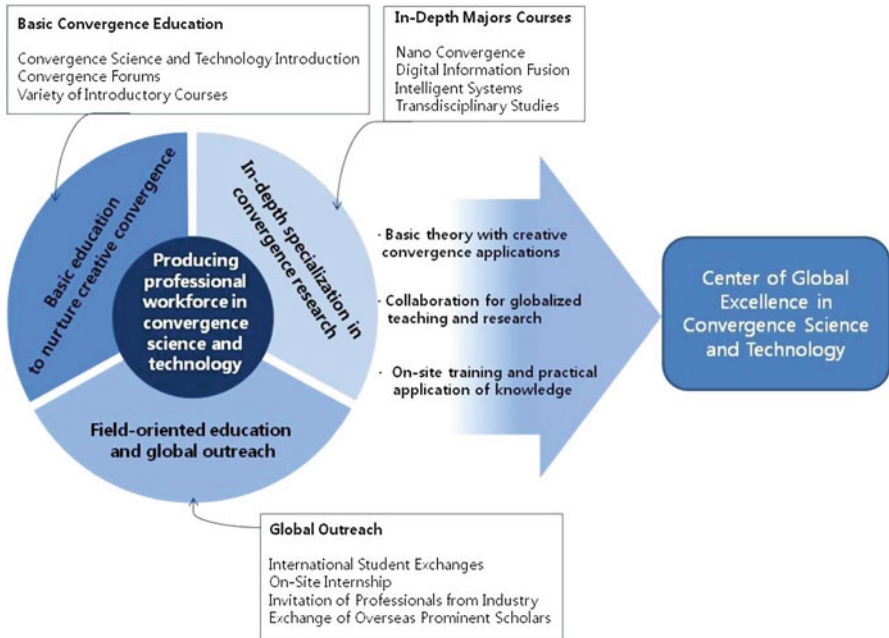 Basic Convergence Education
Convergence Science and Technology Introduction
Convergence Forums
Variety of Introductory Courses
In-Depth Majors Courses
Nano Convergence
Digital Information Fusion
Intelligent Systems
Transdisciplinary Studies
Basic education
to nurture creative convergence
In-depth specialization in
convergence research
Producing
professional
workforce in
convergence
science and
technology
Field-oriented education
and global outreach
· Basic theory with creative
convergence applications
· Collaboration for globalized
teaching and research
· On-site training and practical
application of knowledge
Center of Global
Excellence in
Convergence Science
and Technology
Global Outreach
International Student Exchanges
On-Site Internship
Invitation of Professionals from Industry
Exchange of Overseas Prominent Scholars